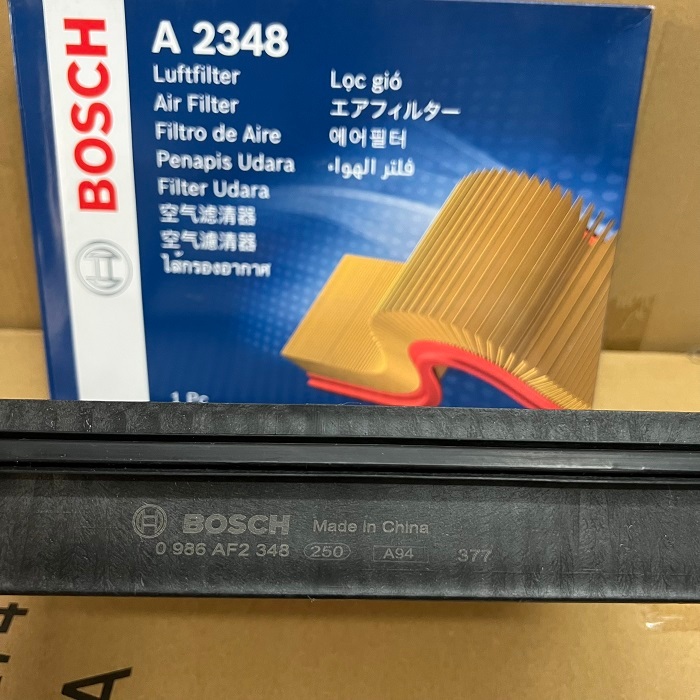 BOSCH
A 2348
Luftfilter
Air Filter
Filtro de Aire
Penapis Udara
Filter Udara
空气滤清器
空气滤清器
ไส้กรองอากาศ
Lọc gió
エアフィルター
에어필터
فلتر الهواء
1 Pc
BOSCH Made in China
0 986 AF2 348 250 A94 377
A